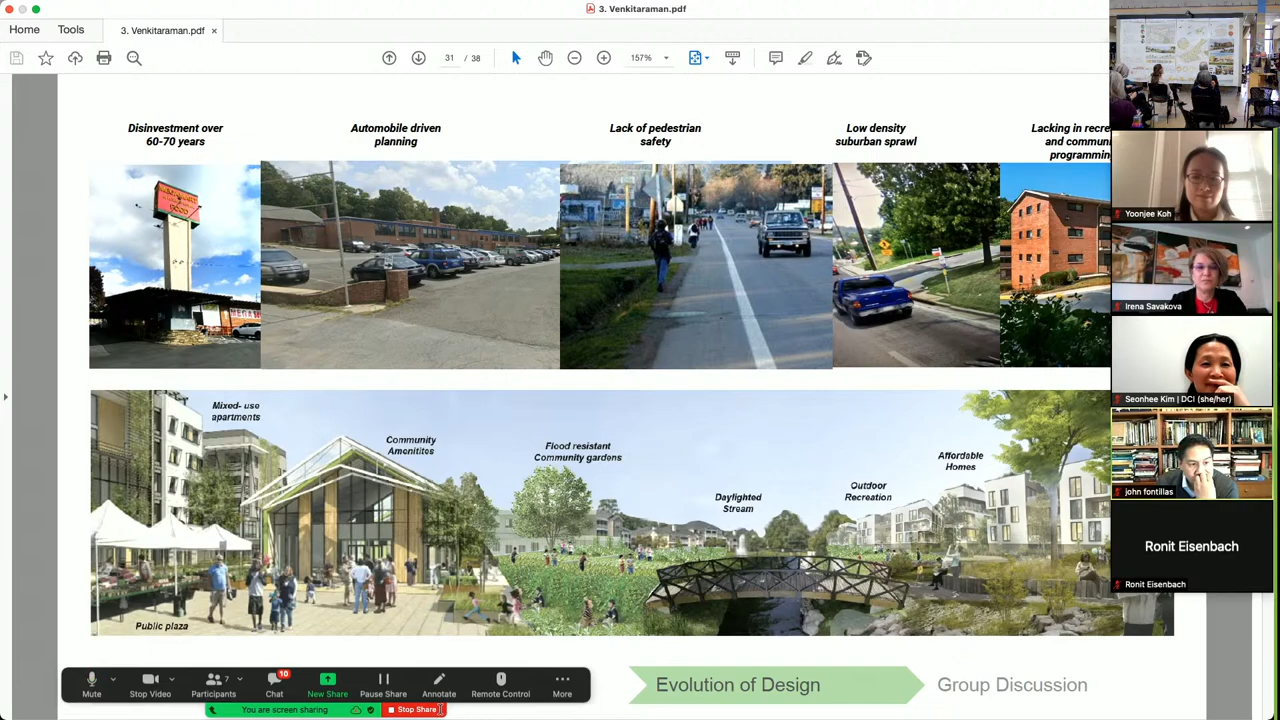 3. Venkitaraman.pdf
Home
Tools
3. Venkitaraman.pdf ×
31 / 38
157%
Disinvestment over
60-70 years
Automobile driven
planning
Lack of pedestrian
safety
Low density
suburban sprawl
Lacking in recre
and commun
programming
Yoonjee Koh
Irena Savakova
Seonhee Kim | DCI (she/her)
john fontillas
Ronit Eisenbach
Ronit Eisenbach
Mixed- use
apartments
Community
Amenitites
Flood resistant
Community gardens
Daylighted
Stream
Outdoor
Recreation
Affordable
Homes
Public plaza
Mute
Stop Video
7
Participants
10
Chat
New Share
Pause Share
Annotate
Remote Control
More
You are screen sharing
Stop Share
Evolution of Design
Group Discussion